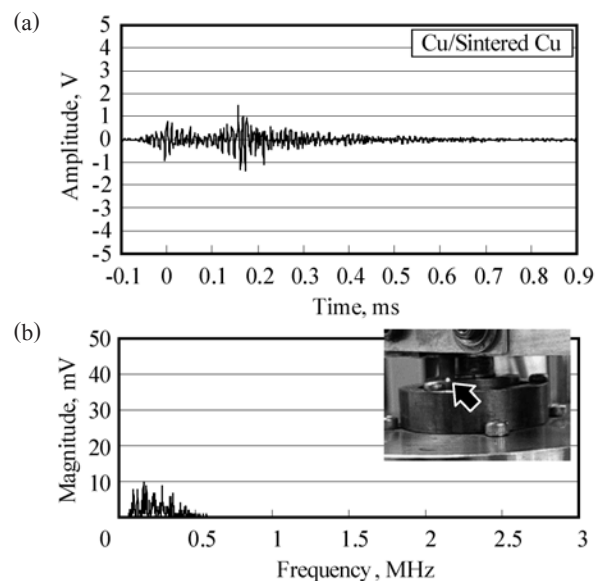 (a)
Cu/Sintered Cu
Amplitude, V
5
4
3
2
1
0
-1
-2
-3
-4
-5
-0.1 0 0.1 0.2 0.3 0.4 0.5 0.6 0.7 0.8 0.9
Time, ms
(b)
Magnitude, mV
50
40
30
20
10
0 0.5 1 1.5 2 2.5 3
Frequency , MHz